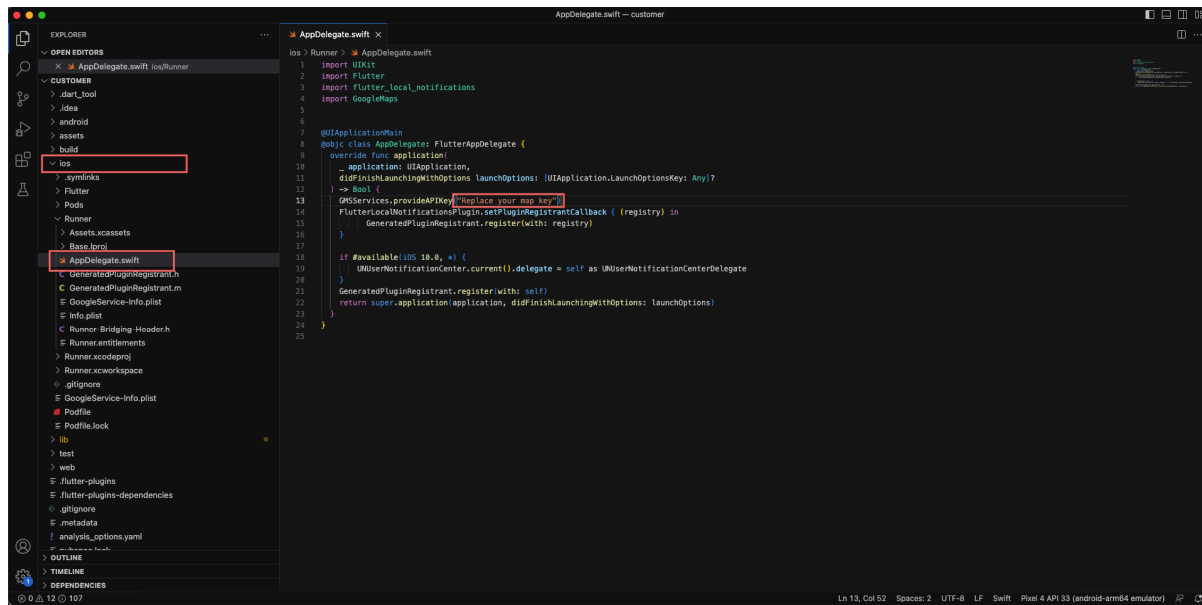 AppDelegate.swift — customer
EXPLORER
OPEN EDITORS
AppDelegate.swift ios/Runner
CUSTOMER
.dart_tool
.idea
android
assets
build
ios
.symlinks
Flutter
Pods
Runner
Assets.xcassets
Base.lproj
AppDelegate.swift
GeneratedPluginRegistrant.h
C GeneratedPluginRegistrant.m
GoogleService-Info.plist
Info.plist
C Runner-Bridging-Header.h
Runner.entitlements
Runner.xcodeproj
Runner.xcworkspace
.gitignore
GoogleService-Info.plist
Podfile
Podfile.lock
lib
test
web
.flutter-plugins
.flutter-plugins-dependencies
.gitignore
.metadata
! analysis_options.yaml
OUTLINE
TIMELINE
DEPENDENCIES
AppDelegate.swift
ios > Runner > AppDelegate.swift
1 import UIKit
2 import Flutter
3 import flutter_local_notifications
4 import GoogleMaps
5
6
7 @UIApplicationMain
8 @objc class AppDelegate: FlutterAppDelegate {
9 override func application(
10 _ application: UIApplication,
11 didFinishLaunchingWithOptions launchOptions: [UIApplication.LaunchOptionsKey: Any]?
12 ) -> Bool {
13 GMSServices.provideAPIKey("Replace your map key")
14 FlutterLocalNotificationsPlugin.setPluginRegistrantCallback { (registry) in
15 GeneratedPluginRegistrant.register(with: registry)
16 }
17
18 if #available(iOS 10.0, *) {
19 UNUserNotificationCenter.current().delegate = self as UNUserNotificationCenterDelegate
20 }
21 GeneratedPluginRegistrant.register(with: self)
22 return super.application(application, didFinishLaunchingWithOptions: launchOptions)
23 }
24 }
25
0 12 107
Ln 13, Col 52 Spaces: 2 UTF-8 LF Swift Pixel 4 API 33 (android-arm64 emulator)